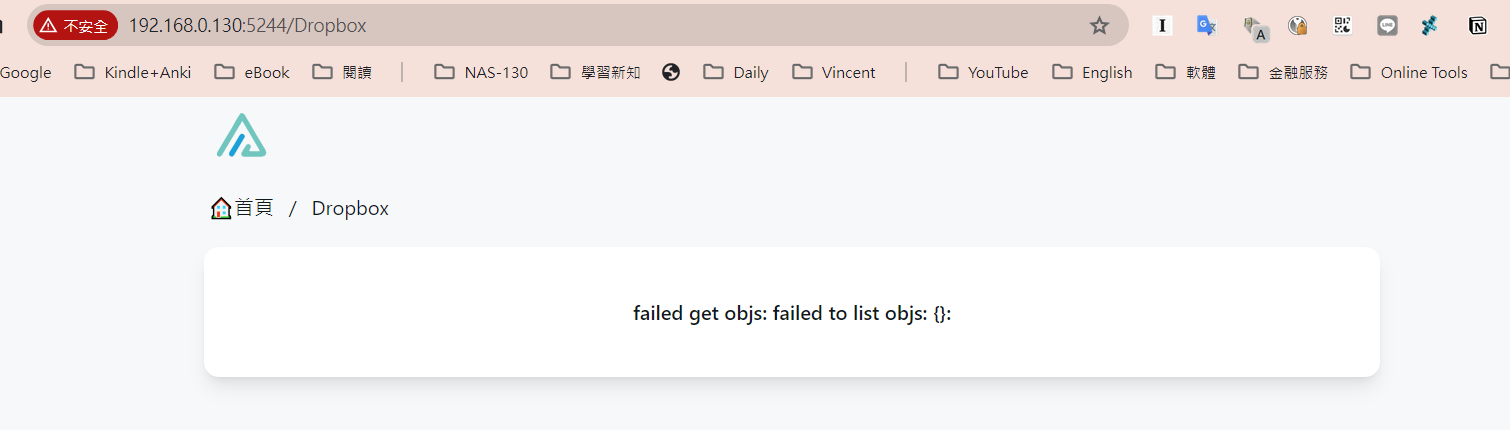 不安全 192.168.0.130:5244/Dropbox
Google Kindle+Anki eBook 閱讀 NAS-130 學習新知 Daily Vincent YouTube English 軟體 金融服務 Online Tools
首頁 / Dropbox
failed get objs: failed to list objs: {}: